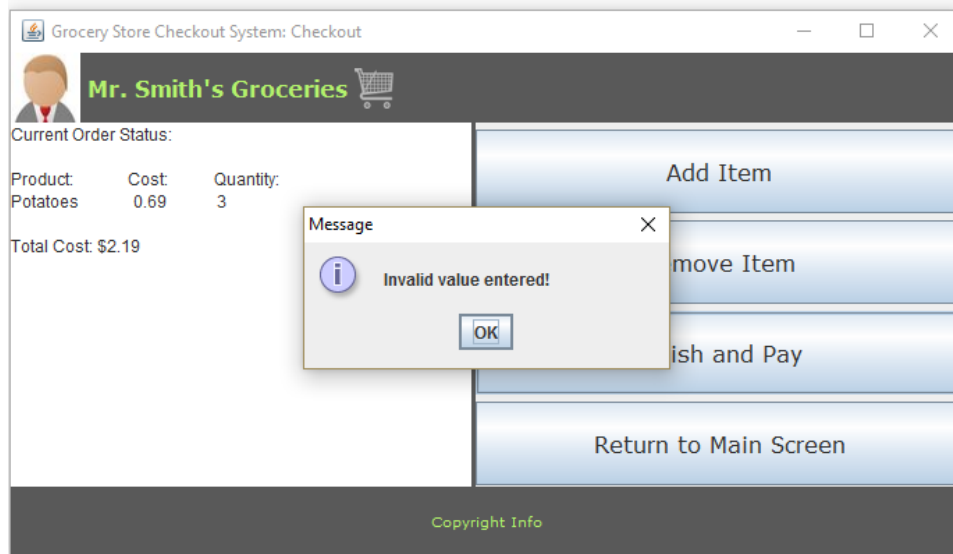 Grocery Store Checkout System: Checkout
Mr. Smith's Groceries
Current Order Status:
Product: Cost: Quantity:
Potatoes 0.69 3
Total Cost: $2.19
Add Item
move Item
ish and Pay
Return to Main Screen
Message
i
Invalid value entered!
OK
Copyright Info